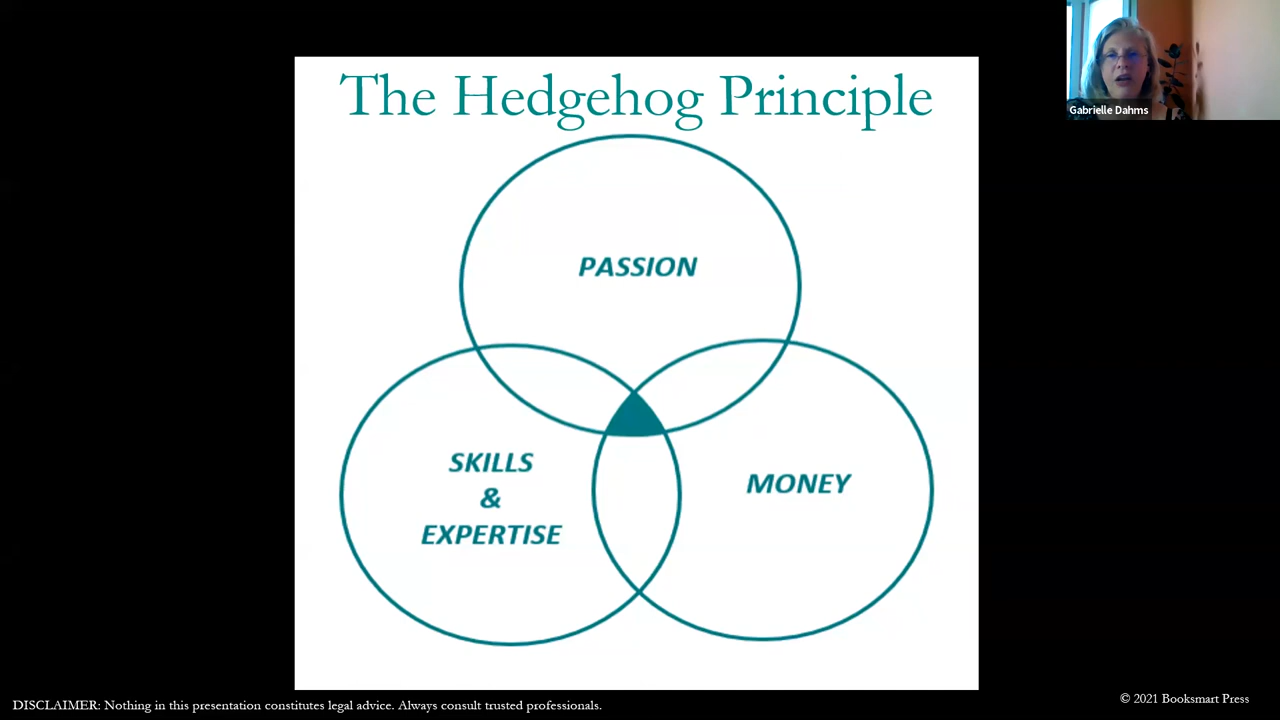 The Hedgehog Principle
Gabrielle Dahms
PASSION
SKILLS
&
EXPERTISE
MONEY
DISCLAIMER: Nothing in this presentation constitutes legal advice. Always consult trusted professionals.
© 2021 Booksmart Press